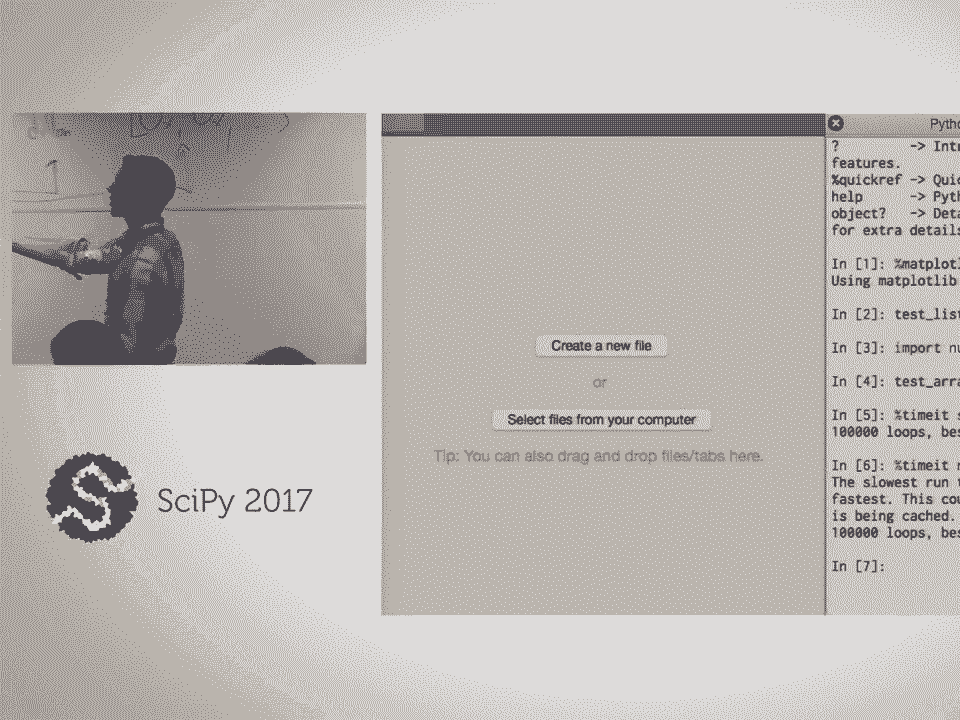 SciPy 2017
Create a new file
or
Select files from your computer
Tip: You can also drag and drop files/tabs here.
Pytho
? -> Intr
features.
%quickref -> Quic
help -> Pyth
object? -> Deta
for extra details
In [1]: %matplotl
Using matplotlib
In [2]: test_list
In [3]: import nu
In [4]: test_arra
In [5]: %timeit s
100000 loops, bes
In [6]: %timeit n
The slowest run t
fastest. This cou
is being cached.
100000 loops, bes
In [7]: